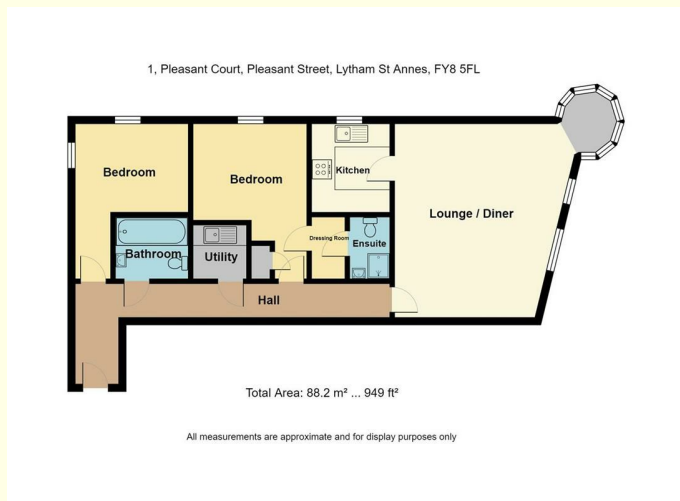 1, Pleasant Court, Pleasant Street, Lytham St Annes, FY8 5FL
Bedroom
Bedroom
Kitchen
Lounge / Diner
Dressing Room
Ensuite
Bathroom
Utility
Hall
Total Area: 88.2 m² ... 949 ft²
All measurements are approximate and for display purposes only